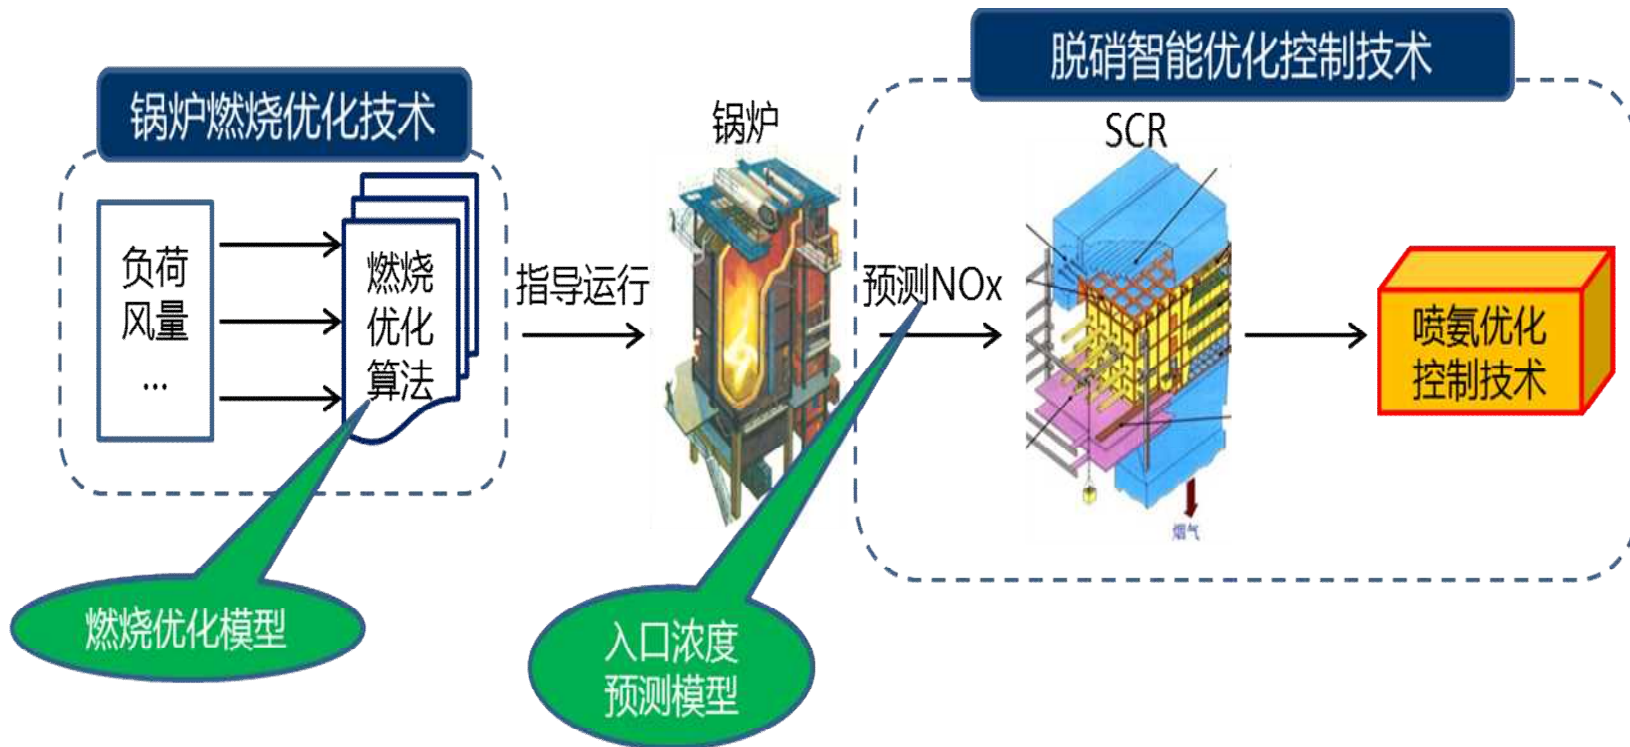 脱硝智能优化控制技术
锅炉燃烧优化技术
锅炉
SCR
负荷
风量
...
燃烧
优化
算法
指导运行
预测NOx
喷氨优化
控制技术
烟气
燃烧优化模型
入口浓度
预测模型